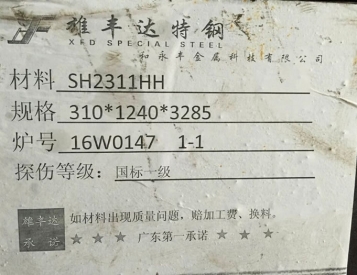 雄丰达特钢
XFD SPECIAL STEEL
和永丰金属科技有限公司
材料 SH2311HH
规格 310*1240*3285
炉号 16W0147 1-1
探伤等级: 国标一级
雄丰达
承诺
如材料出现质量问题, 赔加工费、换料。
★ ★ ★ 广东第一承诺 ★ ★ ★